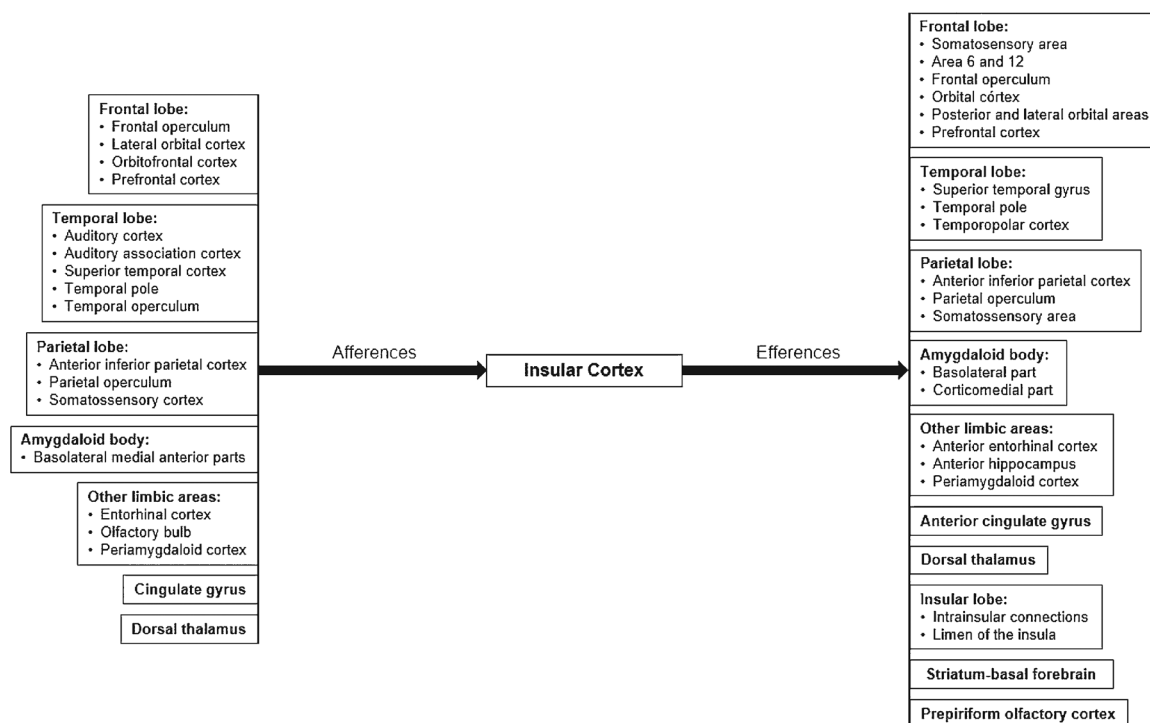 Frontal lobe:
• Frontal operculum
• Lateral orbital cortex
• Orbitofrontal cortex
• Prefrontal cortex
Temporal lobe:
• Auditory cortex
• Auditory association cortex
• Superior temporal cortex
• Temporal pole
• Temporal operculum
Parietal lobe:
• Anterior inferior parietal cortex
• Parietal operculum
• Somatossensory cortex
Amygdaloid body:
• Basolateral medial anterior parts
Other limbic areas:
• Entorhinal cortex
• Olfactory bulb
• Periamygdaloid cortex
Cingulate gyrus
Dorsal thalamus
Afferences
Insular Cortex
Efferences
Frontal lobe:
• Somatosensory area
• Area 6 and 12
• Frontal operculum
• Orbital córtex
• Posterior and lateral orbital areas
• Prefrontal cortex
Temporal lobe:
• Superior temporal gyrus
• Temporal pole
• Temporopolar cortex
Parietal lobe:
• Anterior inferior parietal cortex
• Parietal operculum
• Somatossensory area
Amygdaloid body:
• Basolateral part
• Corticomedial part
Other limbic areas:
• Anterior entorhinal cortex
• Anterior hippocampus
• Periamygdaloid cortex
Anterior cingulate gyrus
Dorsal thalamus
Insular lobe:
• Intrainsular connections
• Limen of the insula
Striatum-basal forebrain
Prepiriform olfactory cortex